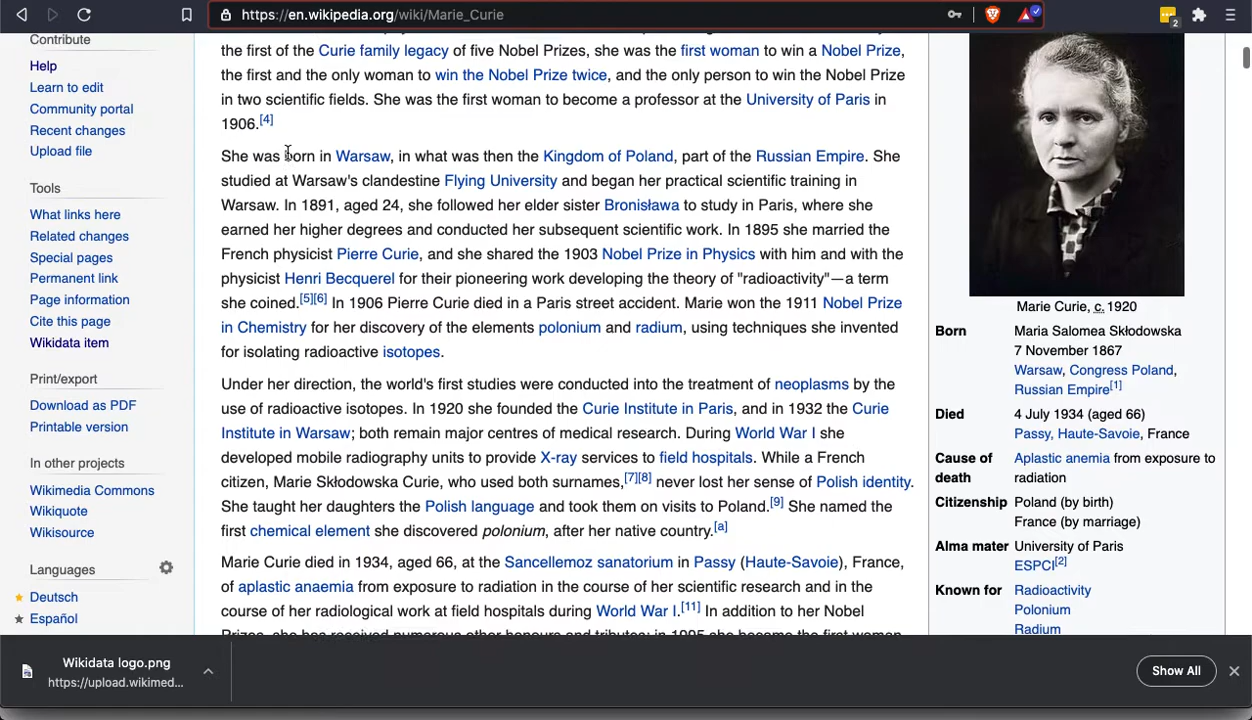 https://en.wikipedia.org/wiki/Marie_Curie
2
Contribute
Help
Learn to edit
Community portal
Recent changes
Upload file
Tools
What links here
Related changes
Special pages
Permanent link
Page information
Cite this page
Wikidata item
Print/export
Download as PDF
Printable version
In other projects
Wikimedia Commons
Wikiquote
Wikisource
Languages
Deutsch
Español
the first of the Curie family legacy of five Nobel Prizes, she was the first woman to win a Nobel Prize,
the first and the only woman to win the Nobel Prize twice, and the only person to win the Nobel Prize
in two scientific fields. She was the first woman to become a professor at the University of Paris in
1906.[4]
She was born in Warsaw, in what was then the Kingdom of Poland, part of the Russian Empire. She
studied at Warsaw's clandestine Flying University and began her practical scientific training in
Warsaw. In 1891, aged 24, she followed her elder sister Bronisława to study in Paris, where she
earned her higher degrees and conducted her subsequent scientific work. In 1895 she married the
French physicist Pierre Curie, and she shared the 1903 Nobel Prize in Physics with him and with the
physicist Henri Becquerel for their pioneering work developing the theory of "radioactivity"—a term
she coined.[5][6] In 1906 Pierre Curie died in a Paris street accident. Marie won the 1911 Nobel Prize
in Chemistry for her discovery of the elements polonium and radium, using techniques she invented
for isolating radioactive isotopes.
Under her direction, the world's first studies were conducted into the treatment of neoplasms by the
use of radioactive isotopes. In 1920 she founded the Curie Institute in Paris, and in 1932 the Curie
Institute in Warsaw; both remain major centres of medical research. During World War I she
developed mobile radiography units to provide X-ray services to field hospitals. While a French
citizen, Marie Skłodowska Curie, who used both surnames,[7][8] never lost her sense of Polish identity.
She taught her daughters the Polish language and took them on visits to Poland.[9] She named the
first chemical element she discovered polonium, after her native country.[a]
Marie Curie died in 1934, aged 66, at the Sancellemoz sanatorium in Passy (Haute-Savoie), France,
of aplastic anaemia from exposure to radiation in the course of her scientific research and in the
course of her radiological work at field hospitals during World War I.[11] In addition to her Nobel
Prizes, she has received numerous other honours and tributes; in 1995 she became the first woman
Marie Curie, c. 1920
Born Maria Salomea Skłodowska
7 November 1867
Warsaw, Congress Poland,
Russian Empire[1]
Died 4 July 1934 (aged 66)
Passy, Haute-Savoie, France
Cause of death Aplastic anemia from exposure to
radiation
Citizenship Poland (by birth)
France (by marriage)
Alma mater University of Paris
ESPCI[2]
Known for Radioactivity
Polonium
Radium
Wikidata logo.png
https://upload.wikimed...
Show All